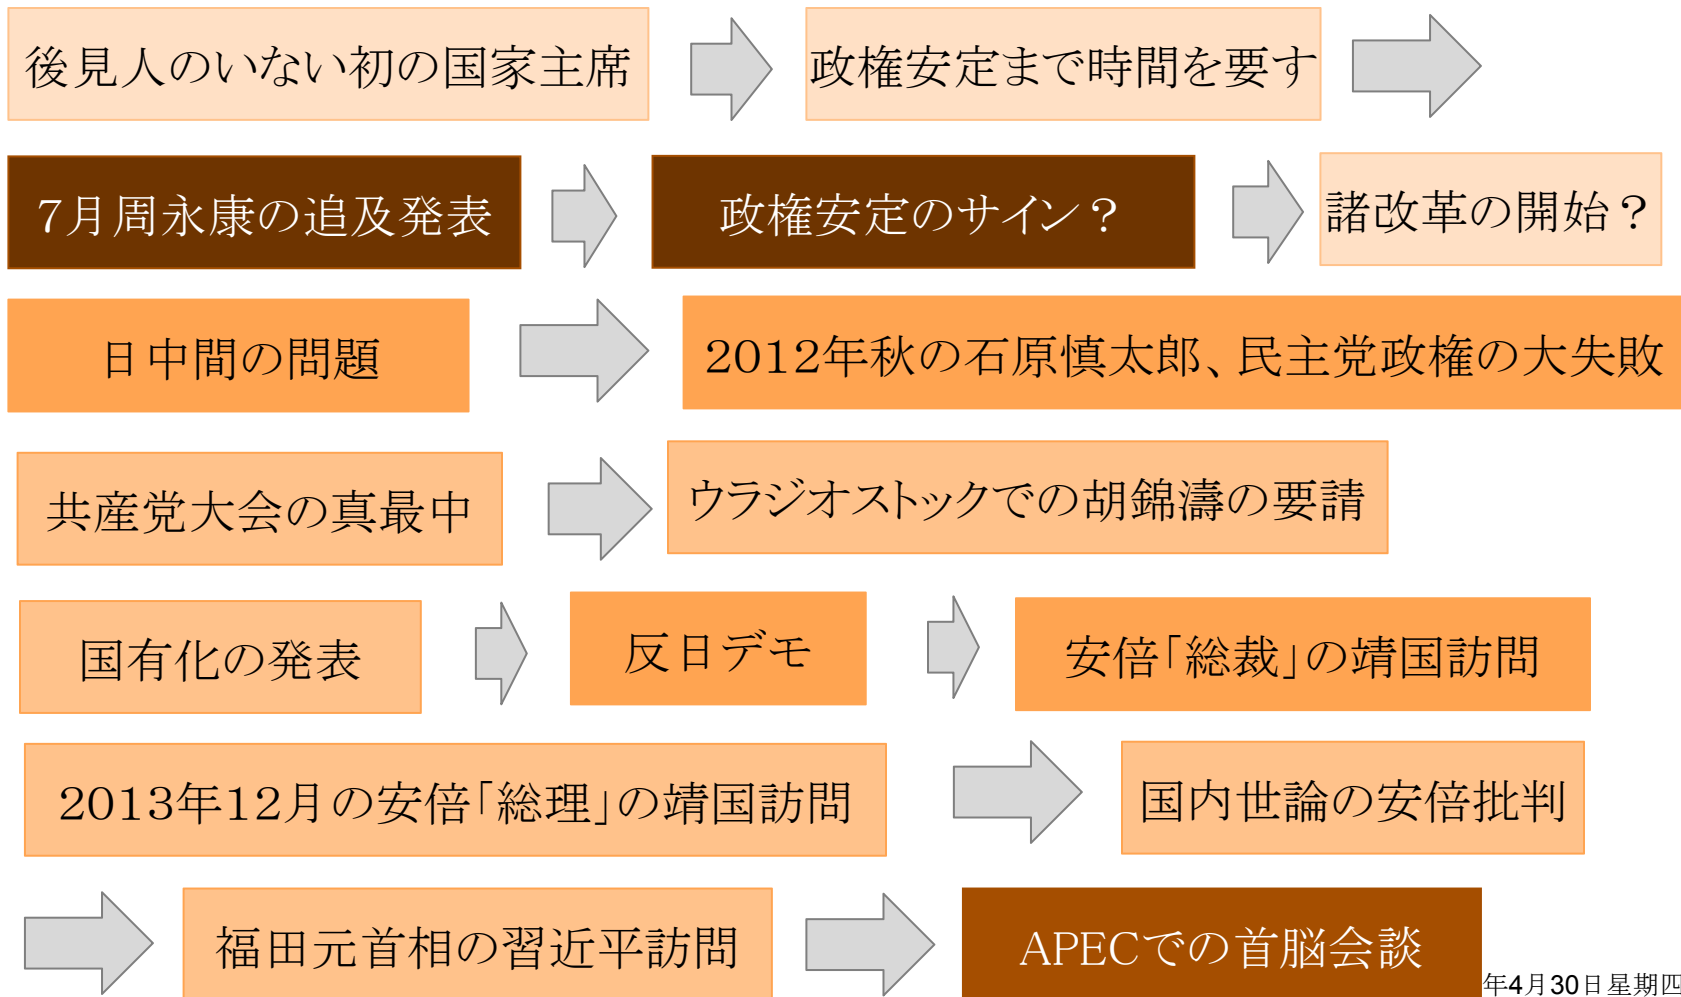 後見人のいない初の国家主席
政権安定まで時間を要す
7月周永康の追及発表
政権安定のサイン？
諸改革の開始？
日中間の問題
2012年秋の石原慎太郎、民主党政権の大失敗
共産党大会の真最中
ウラジオストックでの胡錦濤の要請
国有化の発表
反日デモ
安倍「総裁」の靖国訪問
2013年12月の安倍「総理」の靖国訪問
国内世論の安倍批判
福田元首相の習近平訪問
APECでの首脳会談
年4月30日星期四